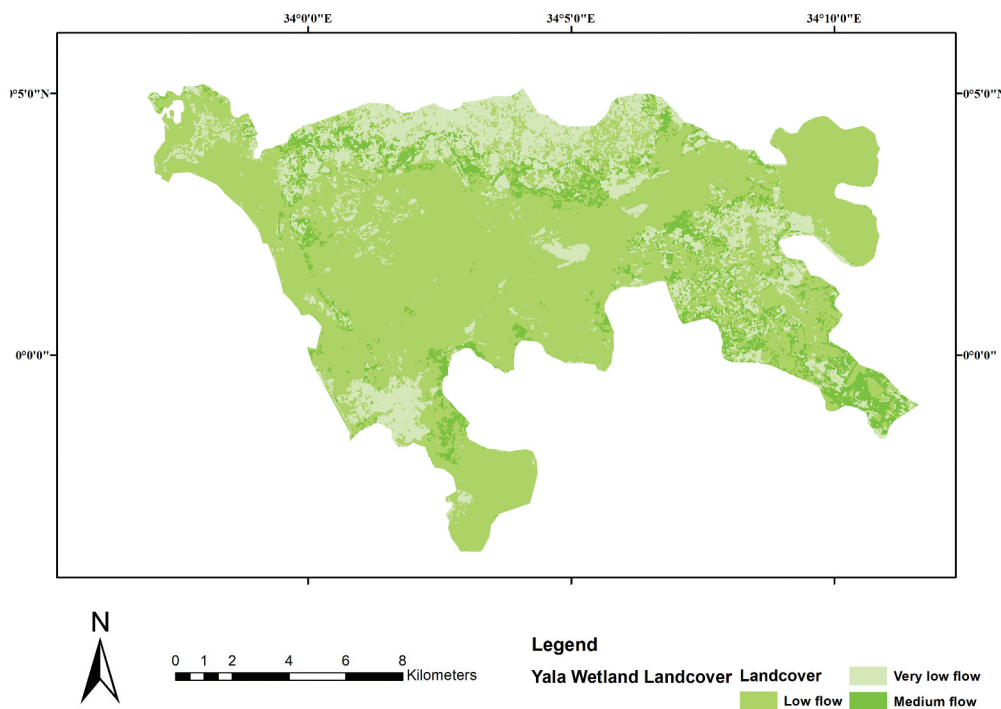 34°0'0"E 34°5'0"E 34°10'0"E
0°5'0"N 0°5'0"N
0°0'0" 0°0'0"
N
0 1 2 4 6 8
Kilometers
Legend
Yala Wetland Landcover Landcover
Very low flow
Low flow Medium flow